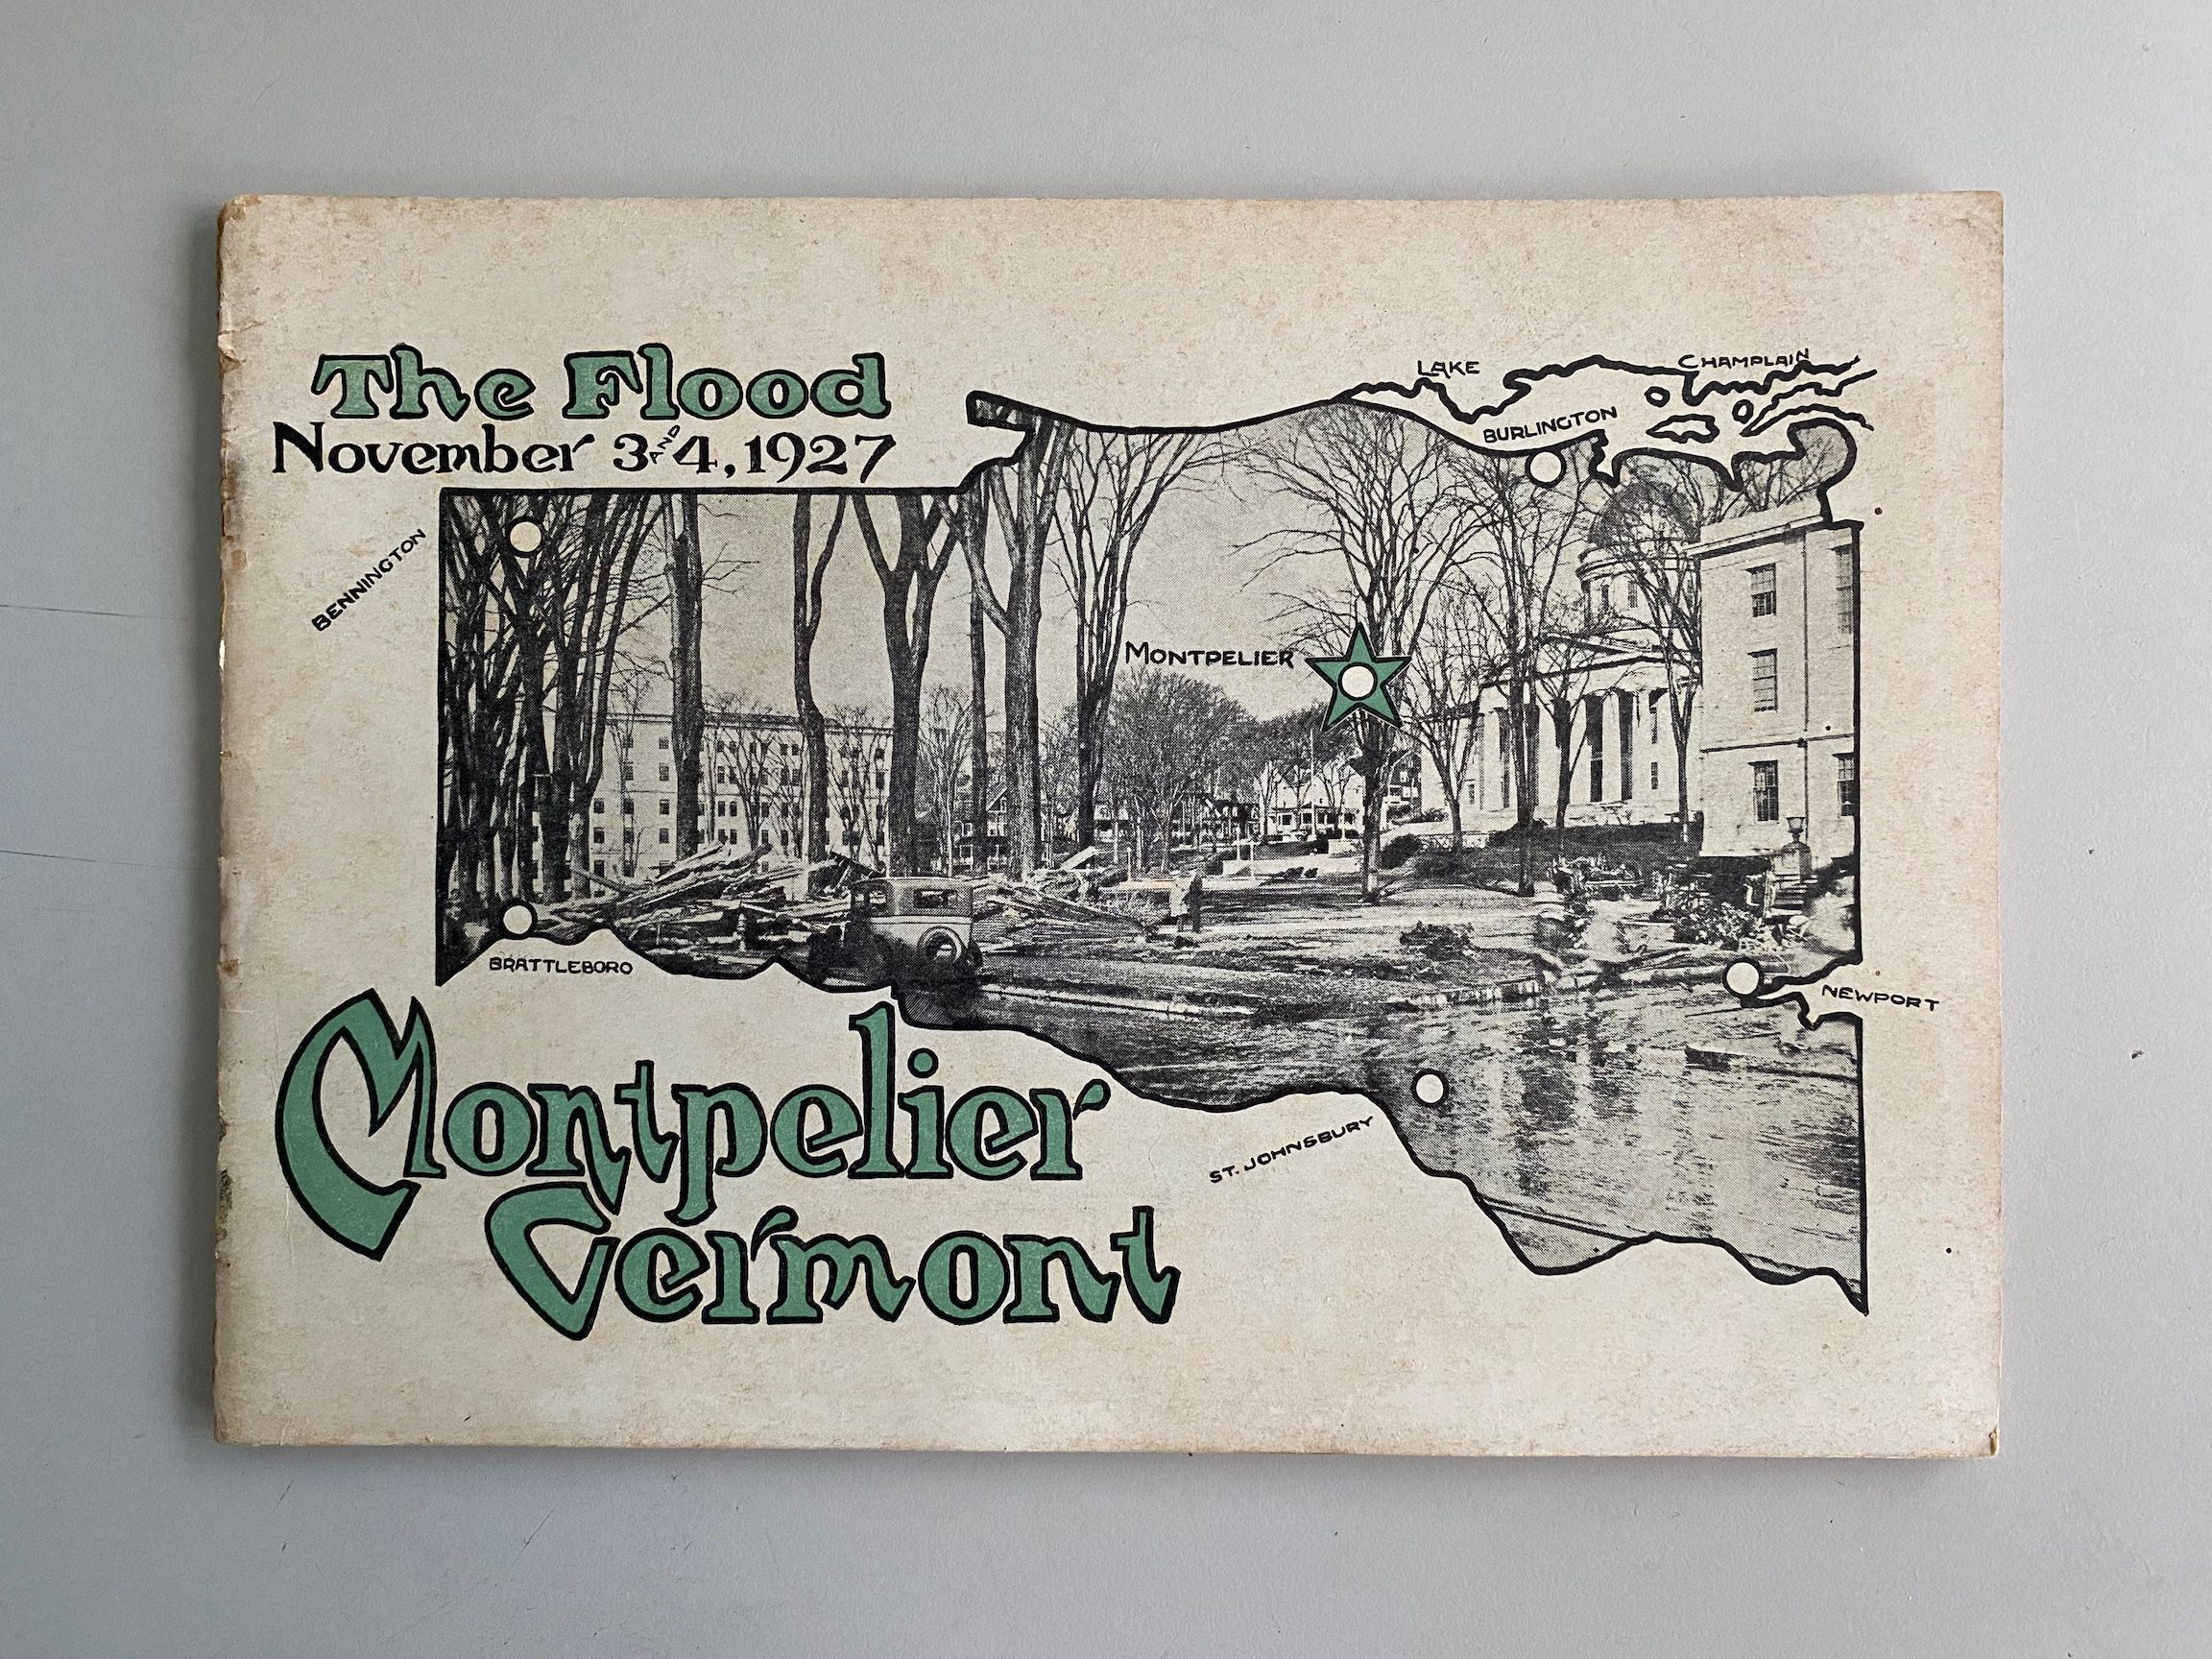 The Flood
November 3 AND 4, 1927
LAKE CHAMPLAIN
BURLINGTON
BENNINGTON
MONTPELIER
BRATTLEBORO
NEWPORT
ST. JOHNSBURY
Montpelier
Vermont